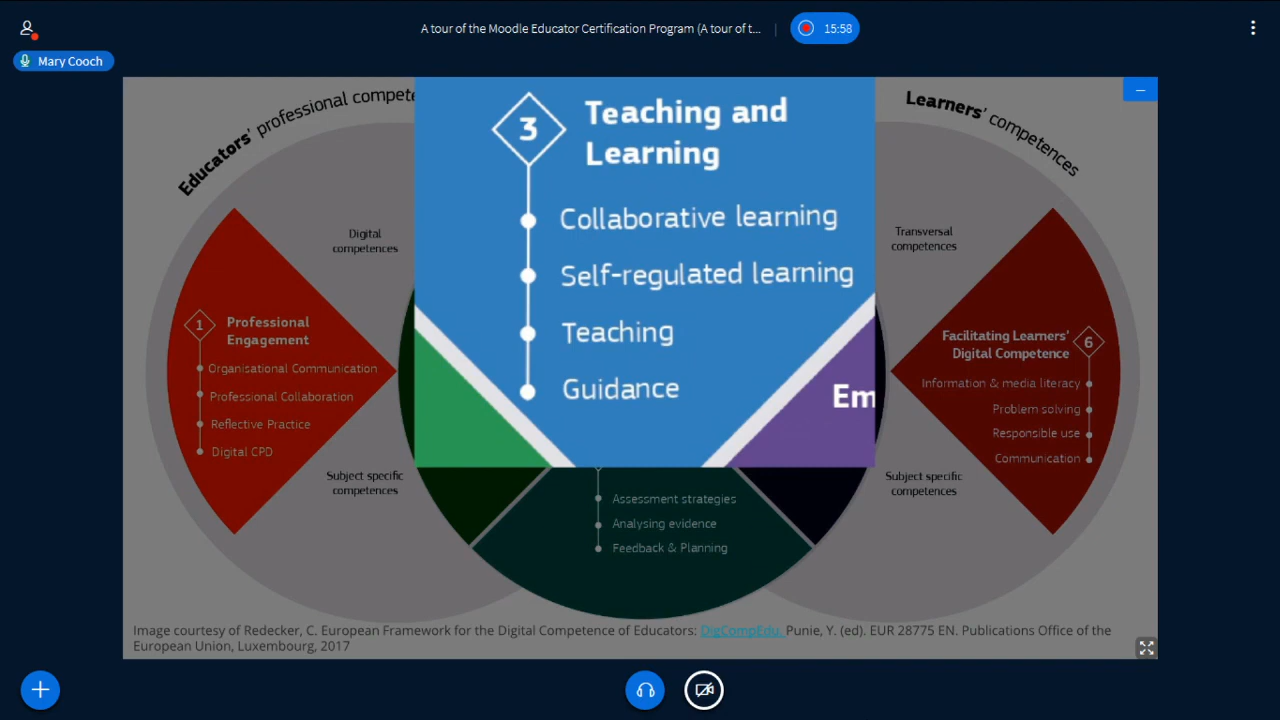 A tour of the Moodle Educator Certification Program (A tour of t...
15:58
Mary Cooch
Educators' professional compete
Learners' competences
3
Teaching and
Learning
Collaborative learning
Self-regulated learning
Teaching
Guidance
Em
Digital
competences
Transversal
competences
1
Professional
Engagement
Organisational Communication
Professional Collaboration
Reflective Practice
Digital CPD
Subject specific
competences
Facilitating Learners'
Digital Competence
6
Information & media literacy
Problem solving
Responsible use
Communication
Subject specific
competences
Assessment strategies
Analysing evidence
Feedback & Planning
Image courtesy of Redecker, C. European Framework for the Digital Competence of Educators: DigCompEdu. Punie, Y. (ed). EUR 28775 EN. Publications Office of the
European Union, Luxembourg, 2017